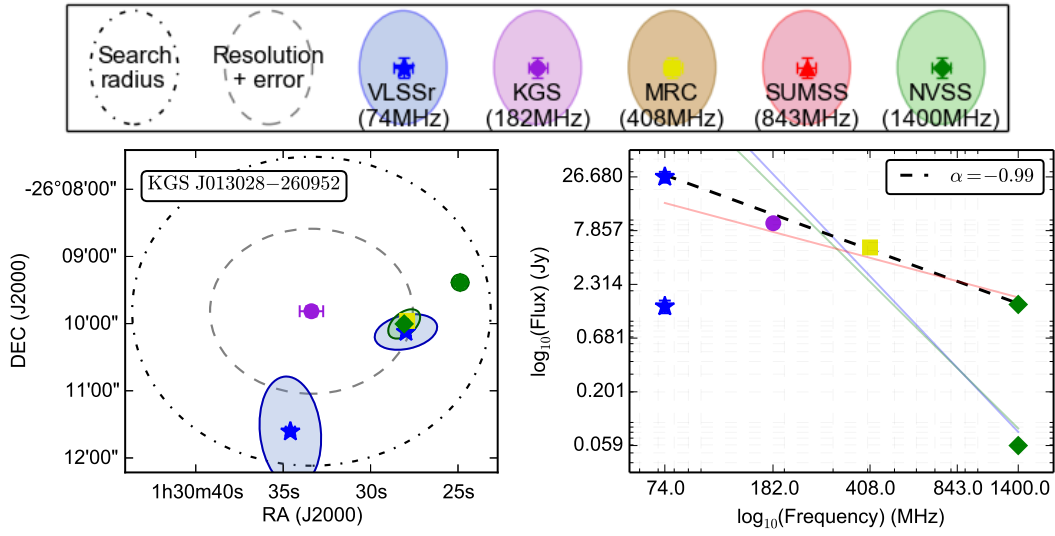 Search radius
Resolution + error
VLSSr (74MHz)
KGS (182MHz)
MRC (408MHz)
SUMSS (843MHz)
NVSS (1400MHz)
KGS J013028−260952
-26°08'00"
09'00"
10'00"
11'00"
12'00"
DEC (J2000)
1h30m40s 35s 30s 25s
RA (J2000)
α=−0.99
26.680
7.857
2.314
0.681
0.201
0.059
log₁₀(Flux) (Jy)
74.0 182.0 408.0 843.0 1400.0
log₁₀(Frequency) (MHz)